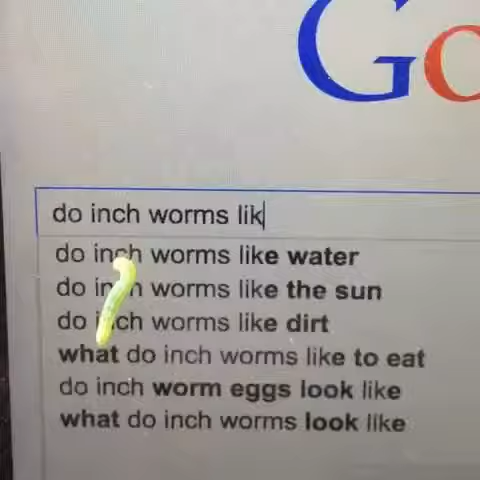 Go
do inch worms lik
do inch worms like water
do inch worms like the sun
do inch worms like dirt
what do inch worms like to eat
do inch worm eggs look like
what do inch worms look like